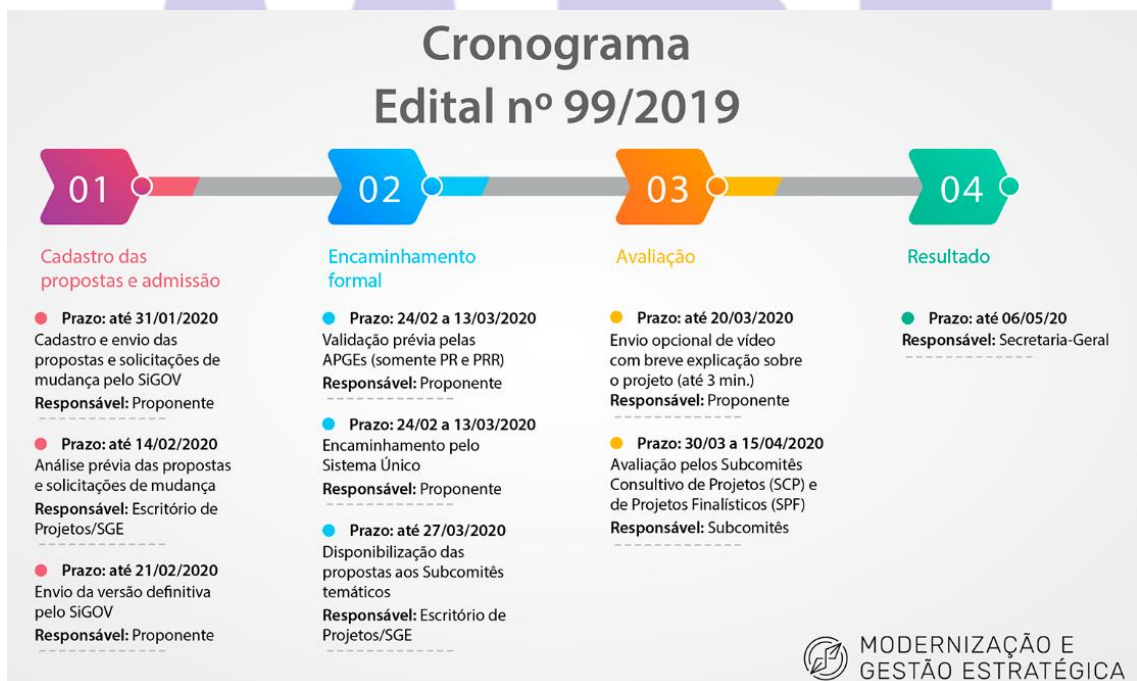 Cronograma
Edital nº 99/2019
01
Cadastro das
propostas e admissão
Prazo: até 31/01/2020
Cadastro e envio das
propostas e solicitações de
mudança pelo SiGOV
Responsável: Proponente
Prazo: até 14/02/2020
Análise prévia das propostas
e solicitações de mudança
Responsável: Escritório de
Projetos/SGE
Prazo: até 21/02/2020
Envio da versão definitiva
pelo SiGOV
Responsável: Proponente
02
Encaminhamento
formal
Prazo: 24/02 a 13/03/2020
Validação prévia pelas
APGEs (somente PR e PRR)
Responsável: Proponente
Prazo: 24/02 a 13/03/2020
Encaminhamento pelo
Sistema Único
Responsável: Proponente
Prazo: até 27/03/2020
Disponibilização das
propostas aos Subcomitês
temáticos
Responsável: Escritório de
Projetos/SGE
03
Avaliação
Prazo: até 20/03/2020
Envio opcional de vídeo
com breve explicação sobre
o projeto (até 3 min.)
Responsável: Proponente
Prazo: 30/03 a 15/04/2020
Avaliação pelos Subcomitês
Consultivo de Projetos (SCP) e
de Projetos Finalísticos (SPF)
Responsável: Subcomitês
04
Resultado
Prazo: até 06/05/20
Responsável: Secretaria-Geral
MODERNIZAÇÃO E
GESTÃO ESTRATÉGICA